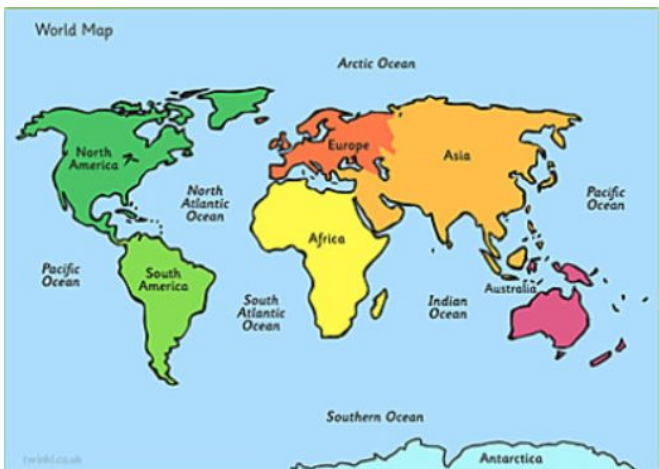 World Map
Arctic Ocean
North
America
Europe
Asia
North
Atlantic
Ocean
Pacific
Ocean
Africa
Pacific
Ocean
South
America
South
Atlantic
Ocean
Indian
Ocean
Australia
Southern Ocean
Antarctica
twinkl.co.uk